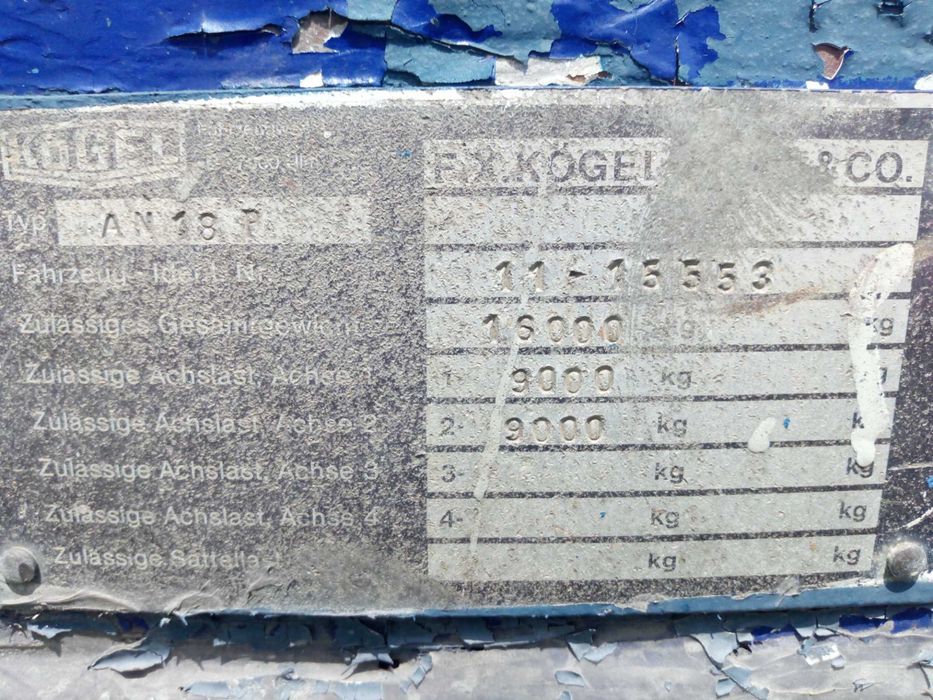 KÖGEL
F.X. KÖGEL & CO.
Typ AN 18 P
Fahrzeug-Ident. Nr. 11-15553
Zulässiges Gesamtgewicht 16000 kg kg
Zulässige Achslast, Achse 1 1- 9000 kg kg
Zulässige Achslast, Achse 2 2- 9000 kg k
Zulässige Achslast, Achse 3 3- kg kg
Zulässige Achslast, Achse 4 4- kg kg
Zulässige Sattellast kg kg